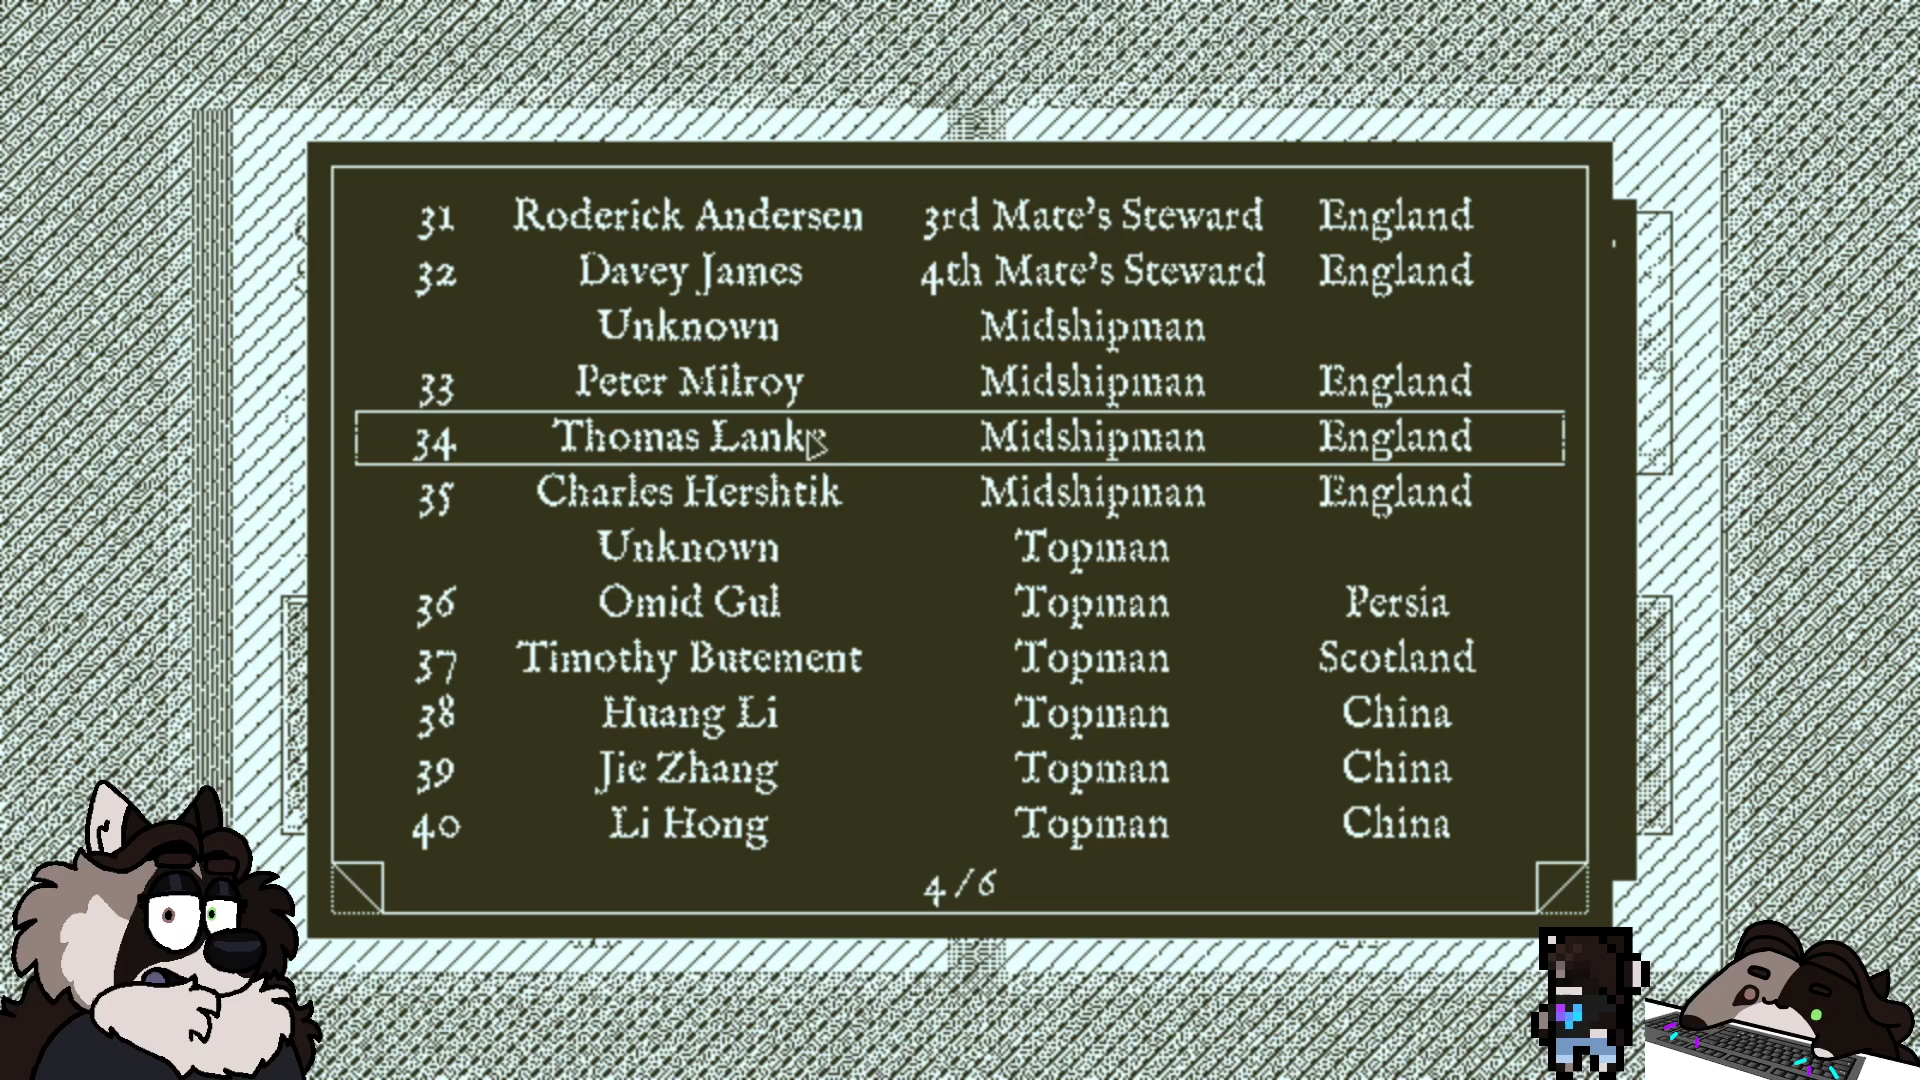 31 Roderick Andersen 3rd Mate's Steward England
32 Davey James 4th Mate's Steward England
Unknown Midshipman
33 Peter Milroy Midshipman England
34 Thomas Lanke Midshipman England
35 Charles Hershtik Midshipman England
Unknown Topman
36 Omid Gul Topman Persia
37 Timothy Butement Topman Scotland
38 Huang Li Topman China
39 Jie Zhang Topman China
40 Li Hong Topman China
4/6